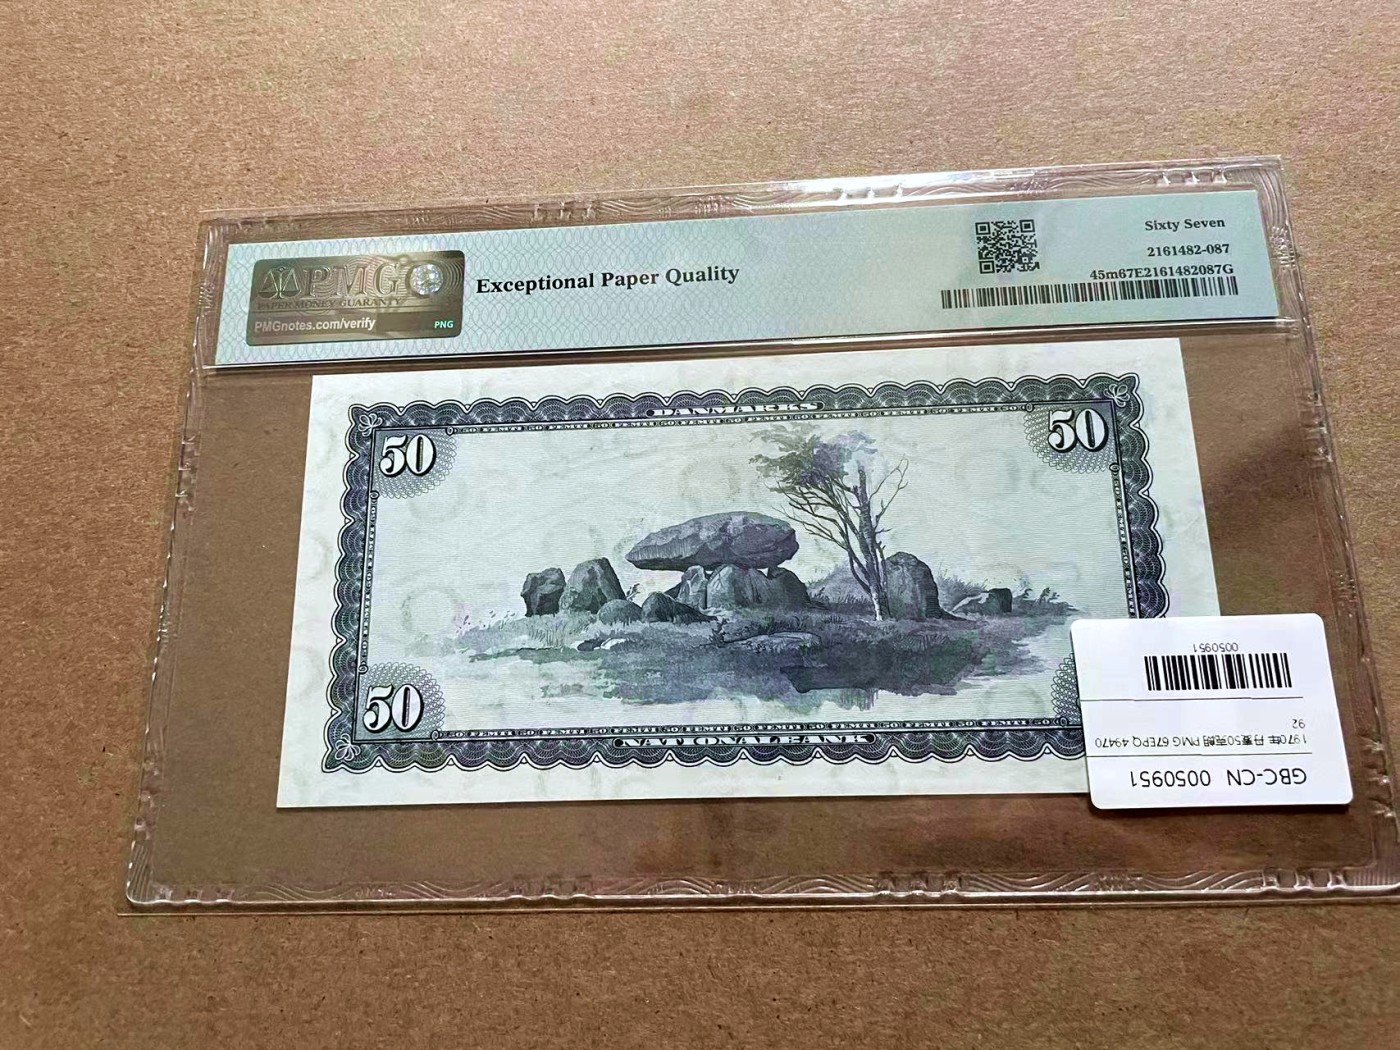 PMG
PAPER MONEY GUARANTY
PMGnotes.com/verify
PNG
Exceptional Paper Quality
Sixty Seven
2161482-087
45m67E2161482087G
DANMARKS
50
50
50
NATIONALBANK
GBC-CN 0050951
1970年 丹麦50克朗 PMG 67EPQ 49470
92
0050951